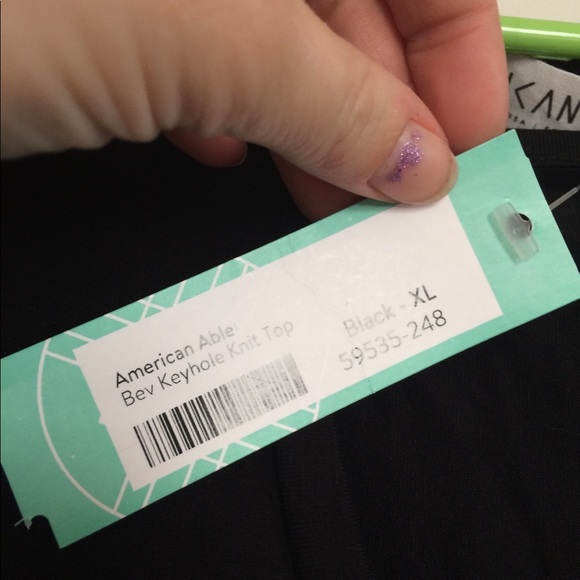 American Able
Bev Keyhole Knit Top
Black - XL
59535-248